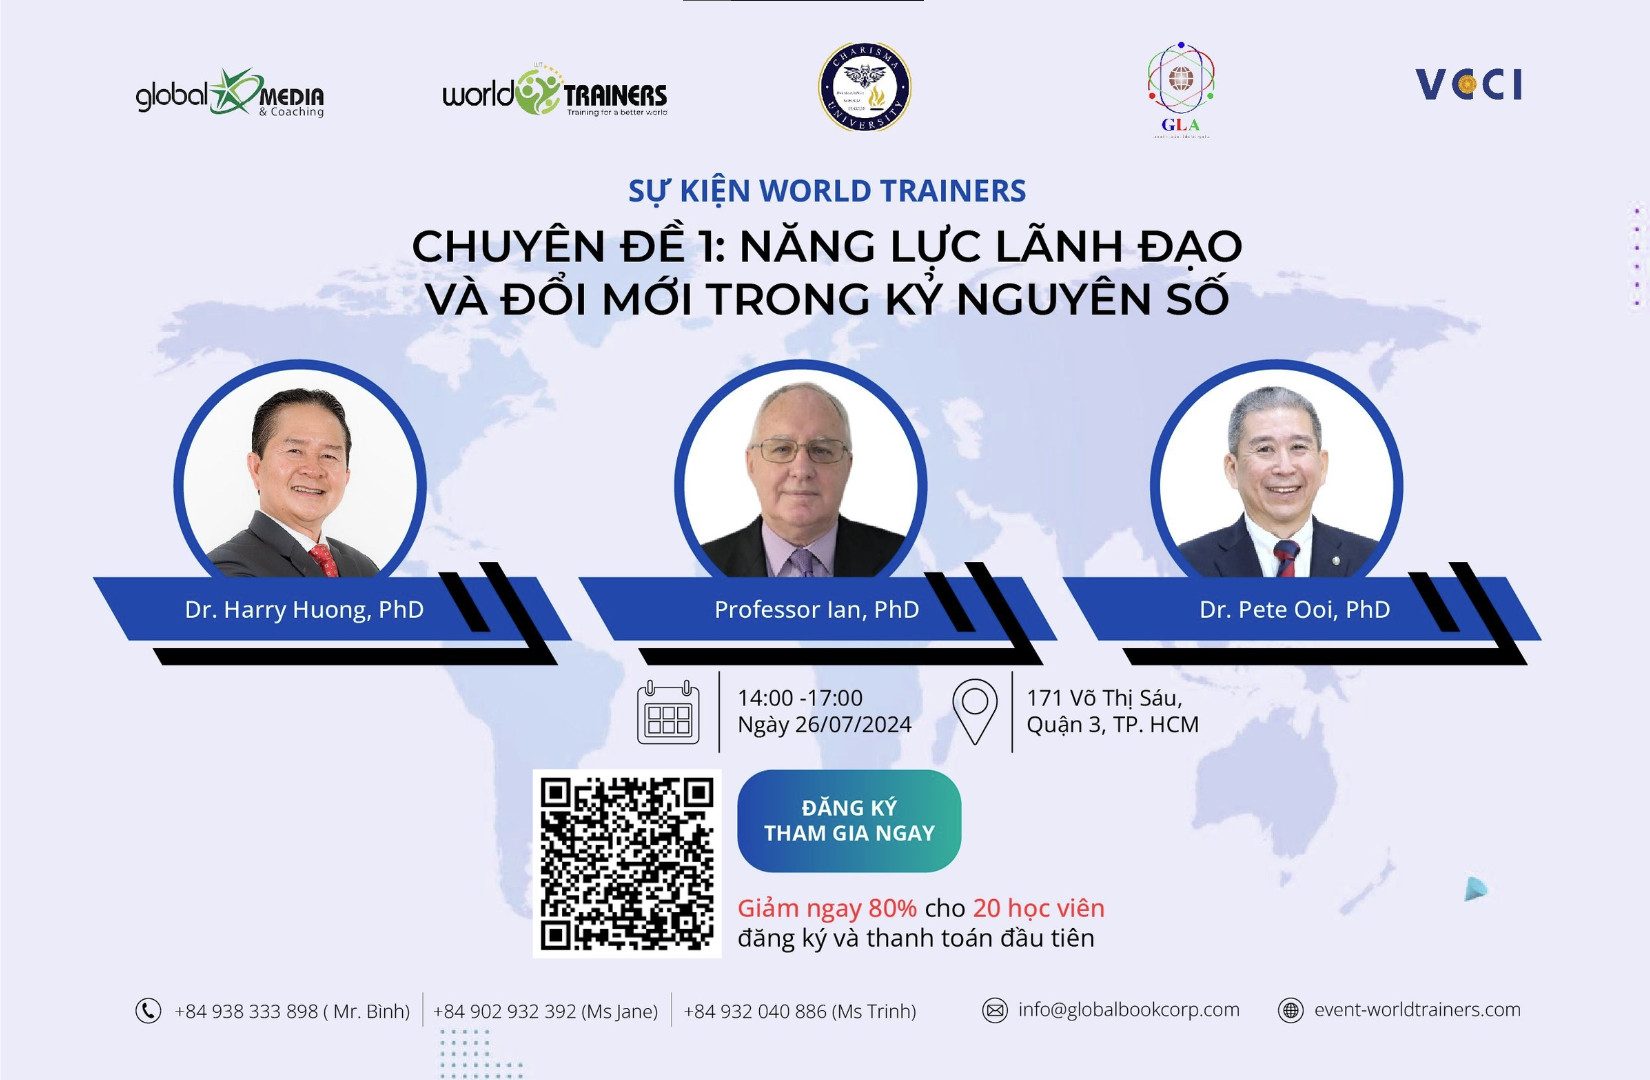 global MEDIA
& Coaching
world TRAINERS
Training for a better world
CHARISMA
UNIVERSITY
GLA
VCCI
SỰ KIỆN WORLD TRAINERS
CHUYÊN ĐỀ 1: NĂNG LỰC LÃNH ĐẠO
VÀ ĐỔI MỚI TRONG KỶ NGUYÊN SỐ
Dr. Harry Huong, PhD
Professor Ian, PhD
Dr. Pete Ooi, PhD
14:00 -17:00
Ngày 26/07/2024
171 Võ Thị Sáu,
Quận 3, TP. HCM
ĐĂNG KÝ
THAM GIA NGAY
Giảm ngay 80% cho 20 học viên
đăng ký và thanh toán đầu tiên
+84 938 333 898 ( Mr. Bình)
+84 902 932 392 (Ms Jane)
+84 932 040 886 (Ms Trinh)
info@globalbookcorp.com
event-worldtrainers.com